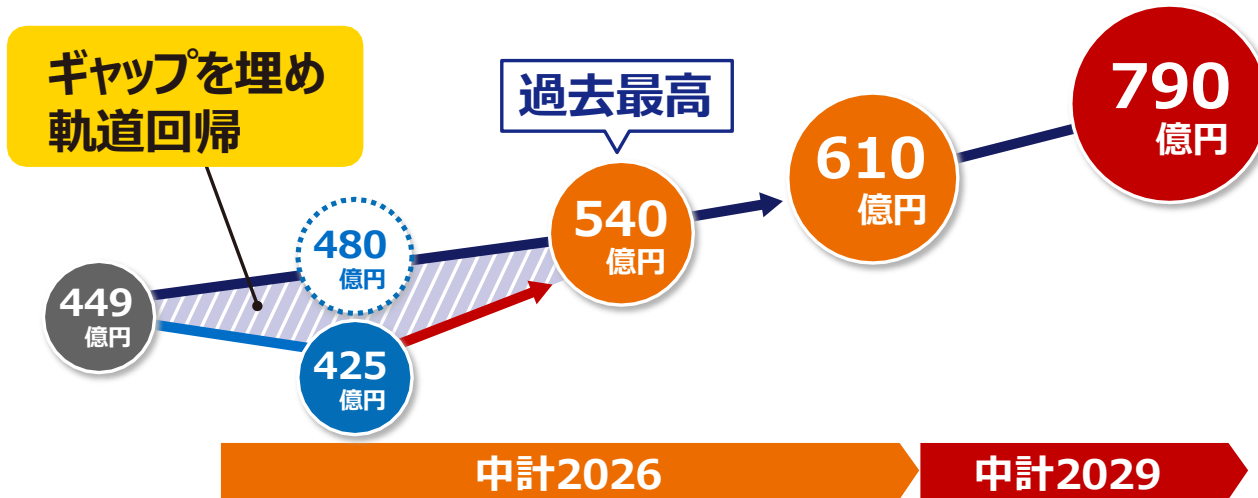 ギャップを埋め
軌道回帰
過去最高
449
億円
480
億円
425
億円
540
億円
610
億円
790
億円
中計2026
中計2029